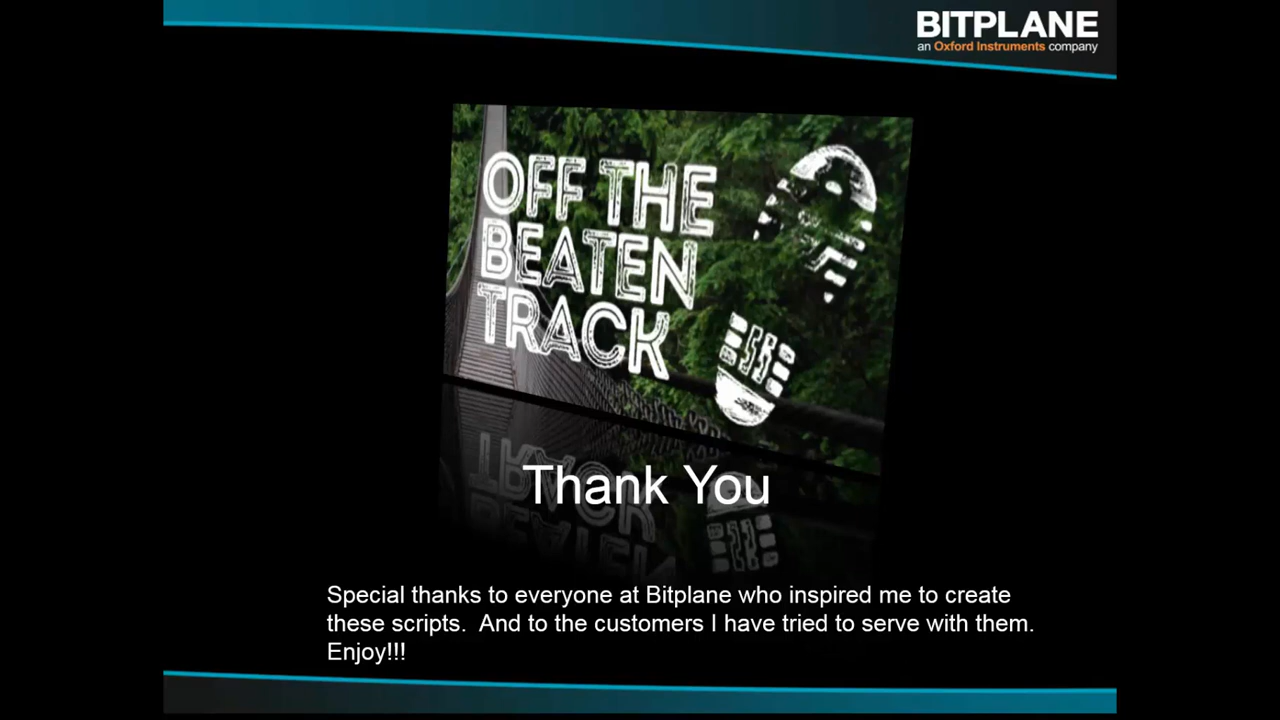 BITPLANE
an Oxford Instruments company
OFF THE
BEATEN
TRACK
Thank You
Special thanks to everyone at Bitplane who inspired me to create
these scripts.  And to the customers I have tried to serve with them.
Enjoy!!!